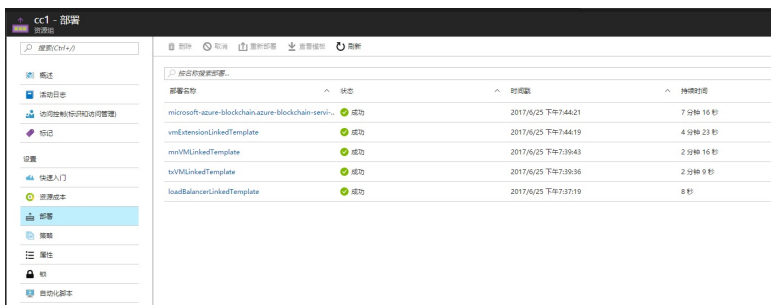 cc1 - 部署
资源组
搜索(Ctrl+/)
删除 取消 重新部署 查看模板 刷新
概述
活动日志
访问控制(标识和访问管理)
标记
设置
快速入门
资源成本
部署
策略
属性
锁
自动化脚本
按名称搜索部署...
部署名称 状态 时间戳 持续时间
microsoft-azure-blockchain.azure-blockchain-servi-.. 成功 2017/6/25 下午7:44:21 7 分钟 16 秒
vmExtensionLinkedTemplate 成功 2017/6/25 下午7:44:19 4 分钟 23 秒
mnVMLinkedTemplate 成功 2017/6/25 下午7:39:43 2 分钟 16 秒
txVMLinkedTemplate 成功 2017/6/25 下午7:39:36 2 分钟 9 秒
loadBalancerLinkedTemplate 成功 2017/6/25 下午7:37:19 8 秒